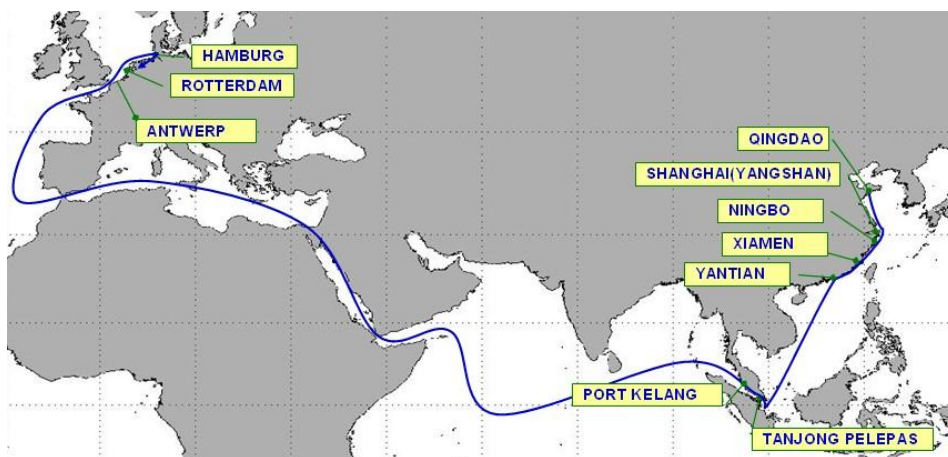 HAMBURG
ROTTERDAM
ANTWERP
QINGDAO
SHANGHAI(YANGSHAN)
NINGBO
XIAMEN
YANTIAN
PORT KELANG
TANJONG PELEPAS